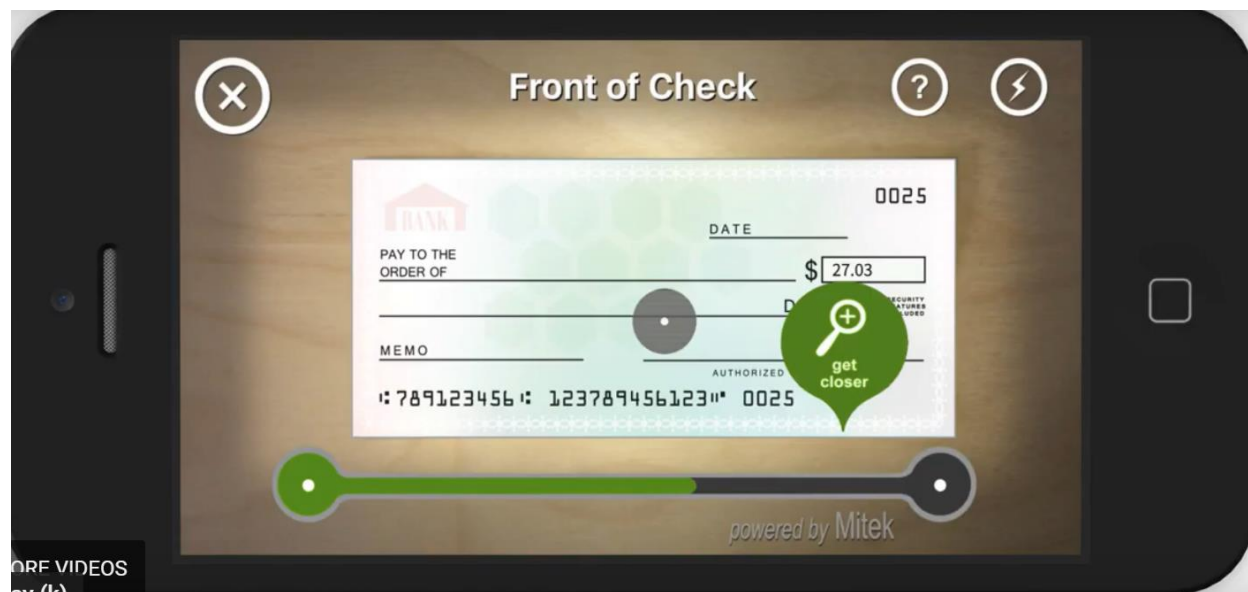 Front of Check
?
BANK
0025
DATE
PAY TO THE
ORDER OF
$ 27.03
get
closer
MEMO
AUTHORIZED
⑆789123456⑆ 123789456123⑈ 0025
powered by Mitek
ORE VIDEOS